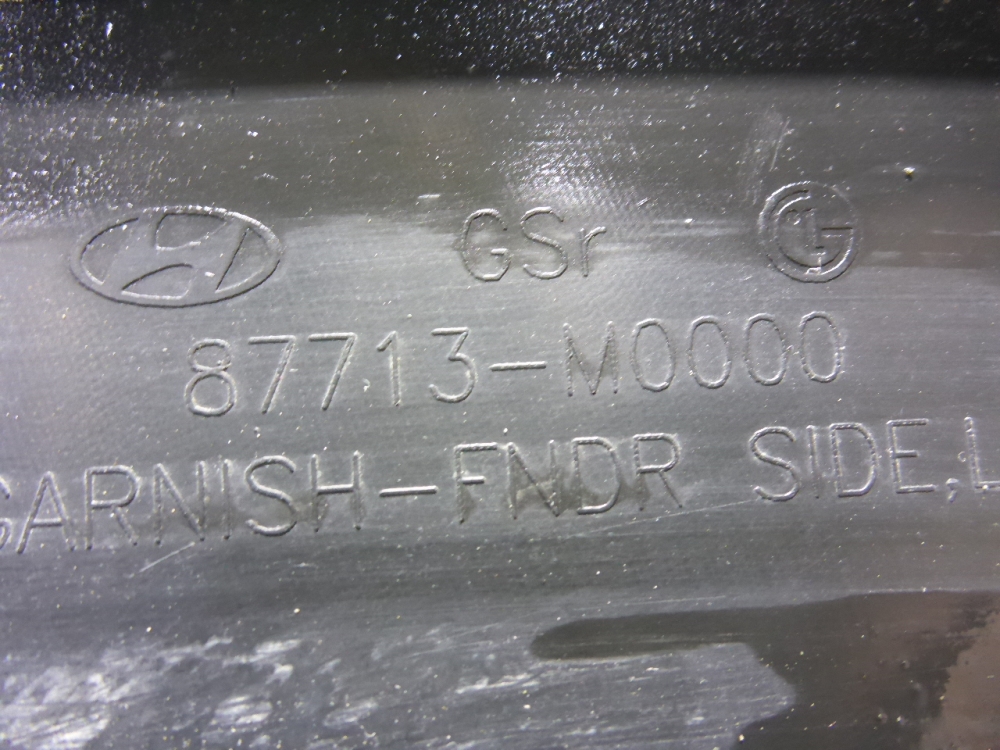 GSr
87713-M0000
GARNISH-FNDR SIDE,L